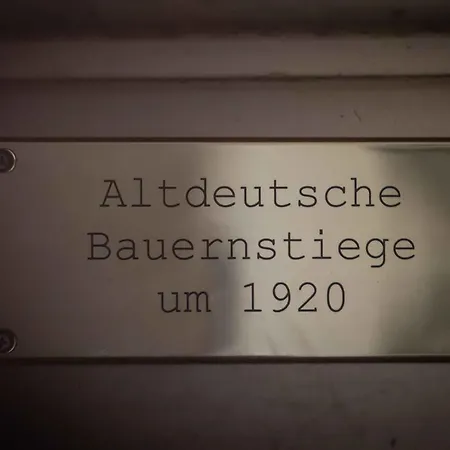 Altdeutsche
Bauernstiege
um 1920